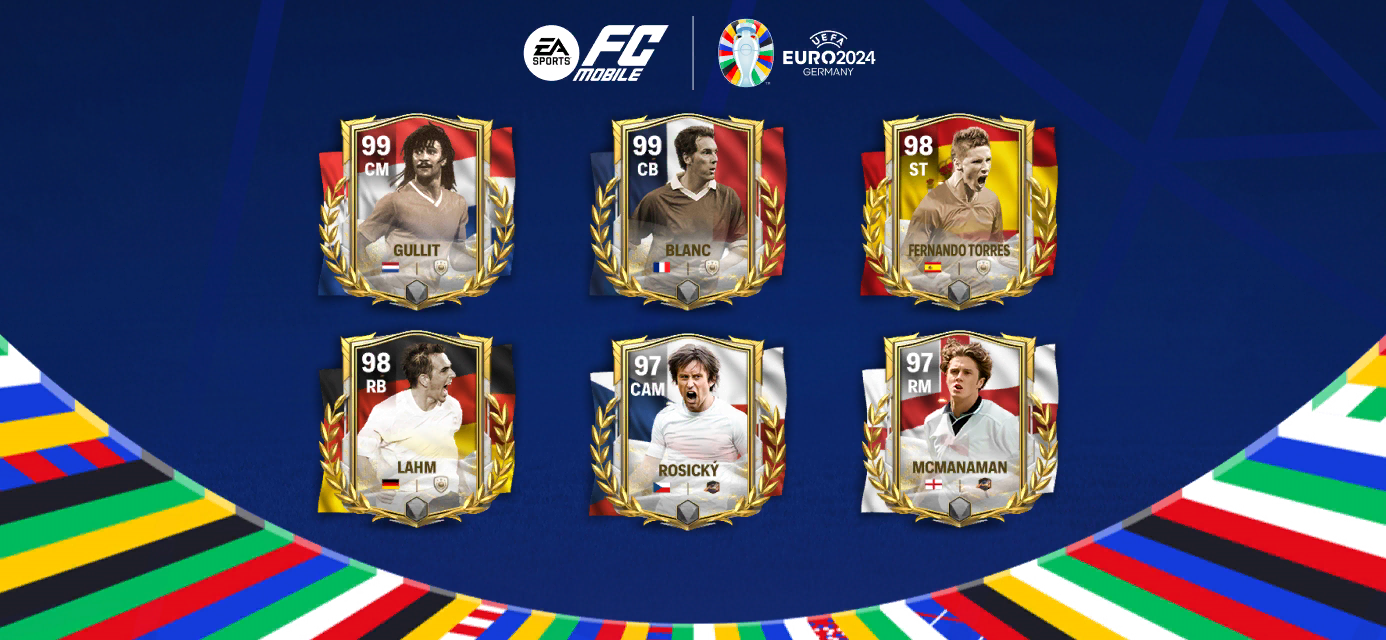 EA
SPORTS
FC
MOBILE
UEFA
EURO2024
GERMANY
99
CM
GULLIT
99
CB
BLANC
98
ST
FERNANDO TORRES
98
RB
LAHM
97
CAM
ROSICKÝ
97
RM
MCMANAMAN